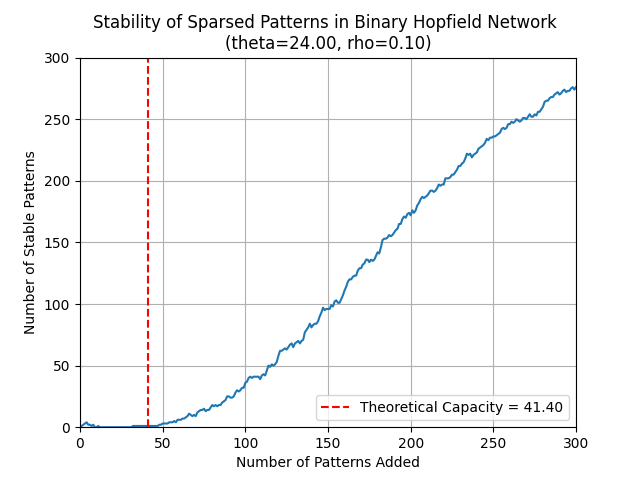 Stability of Sparsed Patterns in Binary Hopfield Network
(theta=24.00, rho=0.10)
300
250
200
150
100
50
0
Number of Stable Patterns
Theoretical Capacity = 41.40
0 50 100 150 200 250 300
Number of Patterns Added